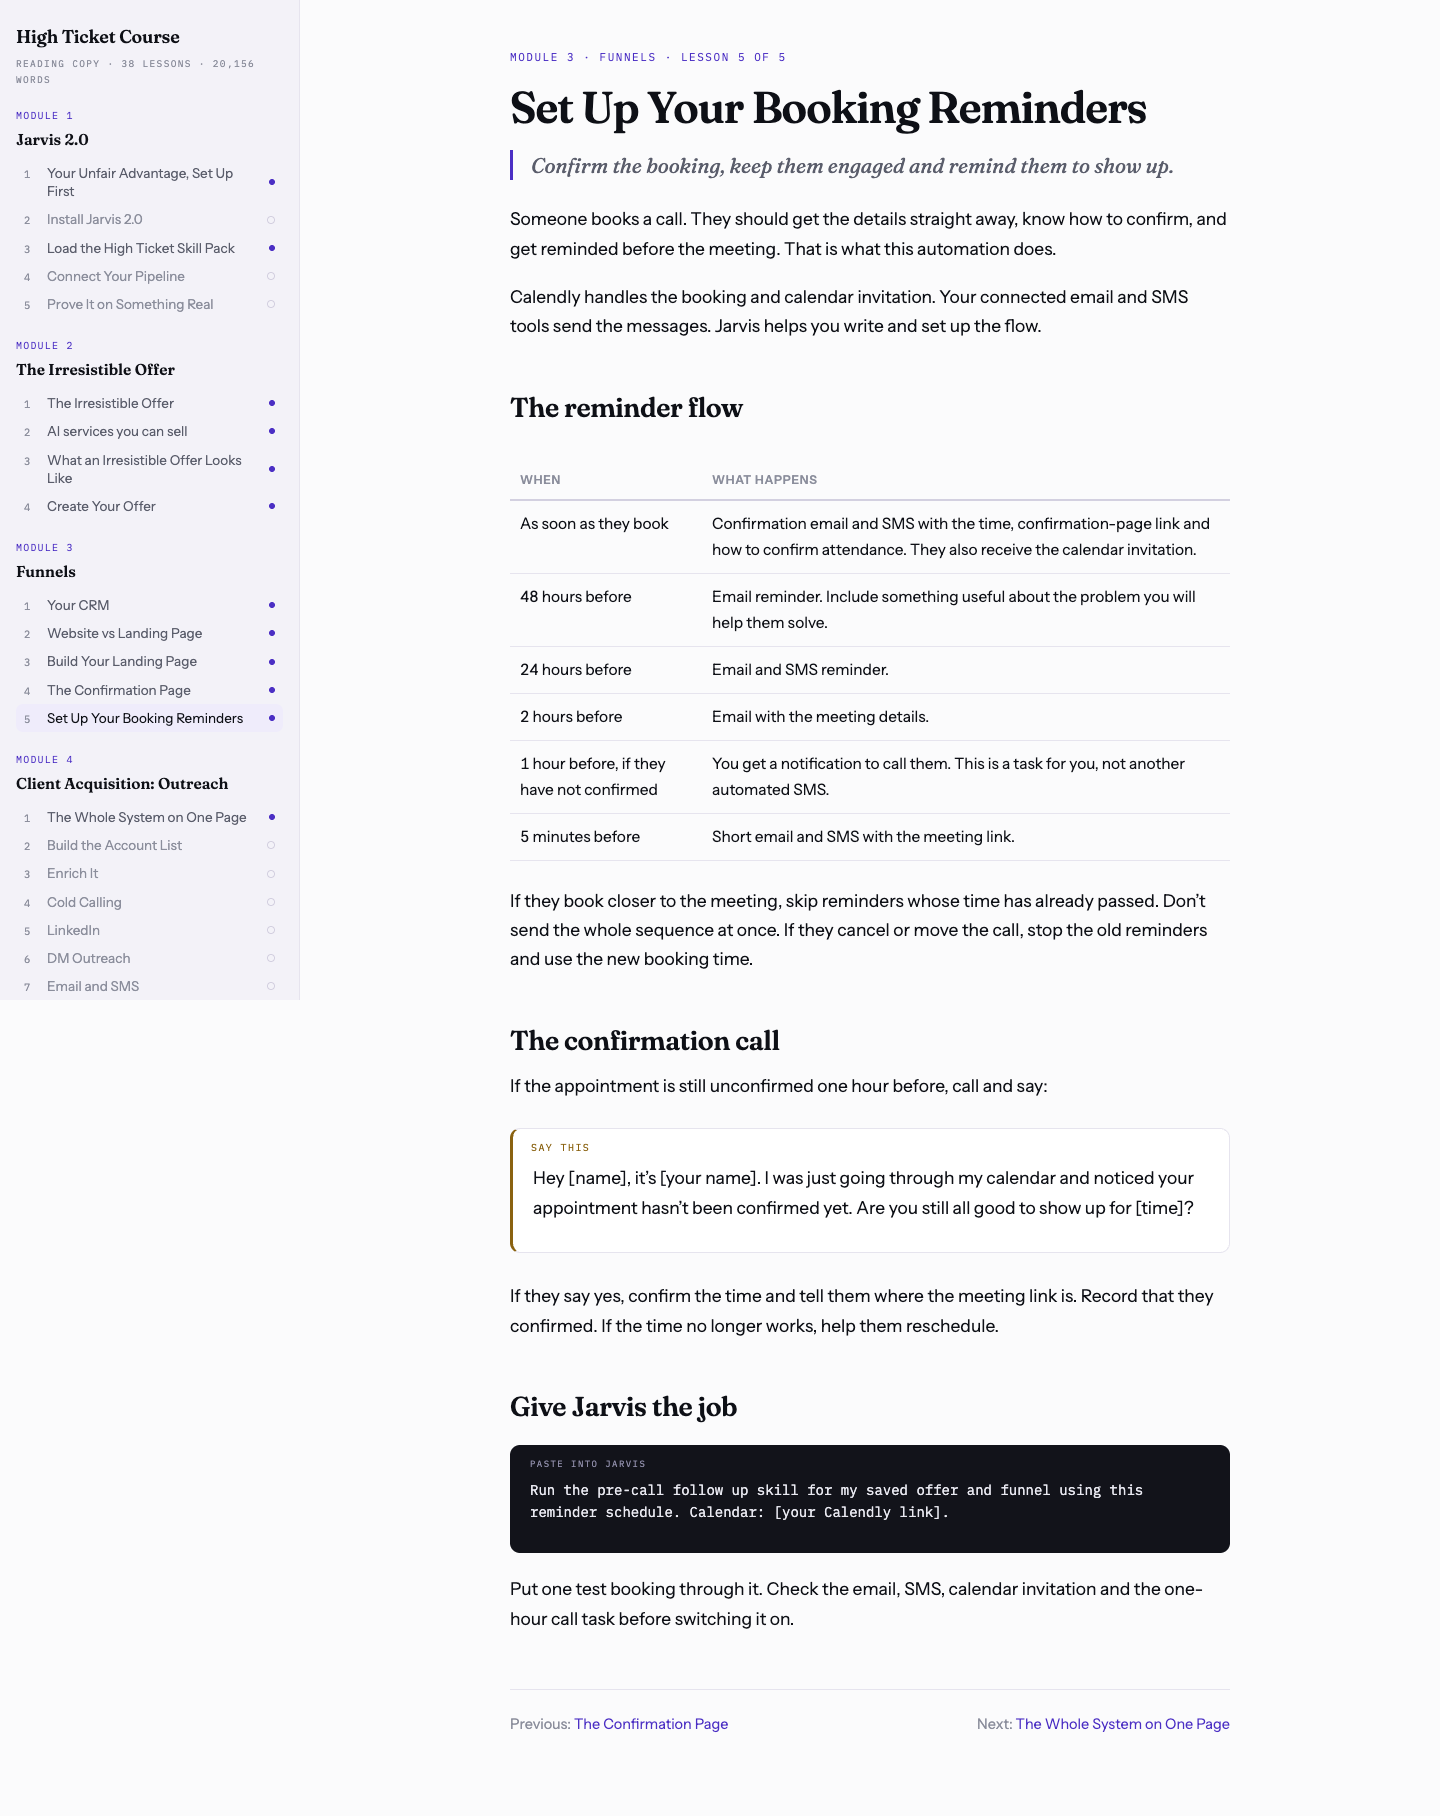 High Ticket Course
READING COPY · 38 LESSONS · 20,156
WORDS
MODULE 1
Jarvis 2.0
1 Your Unfair Advantage, Set Up
First
2 Install Jarvis 2.0
3 Load the High Ticket Skill Pack
4 Connect Your Pipeline
5 Prove It on Something Real
MODULE 2
The Irresistible Offer
1 The Irresistible Offer
2 AI services you can sell
3 What an Irresistible Offer Looks
Like
4 Create Your Offer
MODULE 3
Funnels
1 Your CRM
2 Website vs Landing Page
3 Build Your Landing Page
4 The Confirmation Page
5 Set Up Your Booking Reminders
MODULE 4
Client Acquisition: Outreach
1 The Whole System on One Page
2 Build the Account List
3 Enrich It
4 Cold Calling
5 LinkedIn
6 DM Outreach
7 Email and SMS
MODULE 3 · FUNNELS · LESSON 5 OF 5
Set Up Your Booking Reminders
Confirm the booking, keep them engaged and remind them to show up.
Someone books a call. They should get the details straight away, know how to confirm, and
get reminded before the meeting. That is what this automation does.
Calendly handles the booking and calendar invitation. Your connected email and SMS
tools send the messages. Jarvis helps you write and set up the flow.
The reminder flow
WHEN WHAT HAPPENS
As soon as they book Confirmation email and SMS with the time, confirmation-page link and
how to confirm attendance. They also receive the calendar invitation.
48 hours before Email reminder. Include something useful about the problem you will
help them solve.
24 hours before Email and SMS reminder.
2 hours before Email with the meeting details.
1 hour before, if they You get a notification to call them. This is a task for you, not another
have not confirmed automated SMS.
5 minutes before Short email and SMS with the meeting link.
If they book closer to the meeting, skip reminders whose time has already passed. Don’t
send the whole sequence at once. If they cancel or move the call, stop the old reminders
and use the new booking time.
The confirmation call
If the appointment is still unconfirmed one hour before, call and say:
SAY THIS
Hey [name], it’s [your name]. I was just going through my calendar and noticed your
appointment hasn’t been confirmed yet. Are you still all good to show up for [time]?
If they say yes, confirm the time and tell them where the meeting link is. Record that they
confirmed. If the time no longer works, help them reschedule.
Give Jarvis the job
PASTE INTO JARVIS
Run the pre-call follow up skill for my saved offer and funnel using this
reminder schedule. Calendar: [your Calendly link].
Put one test booking through it. Check the email, SMS, calendar invitation and the one-
hour call task before switching it on.
Previous: The Confirmation Page Next: The Whole System on One Page